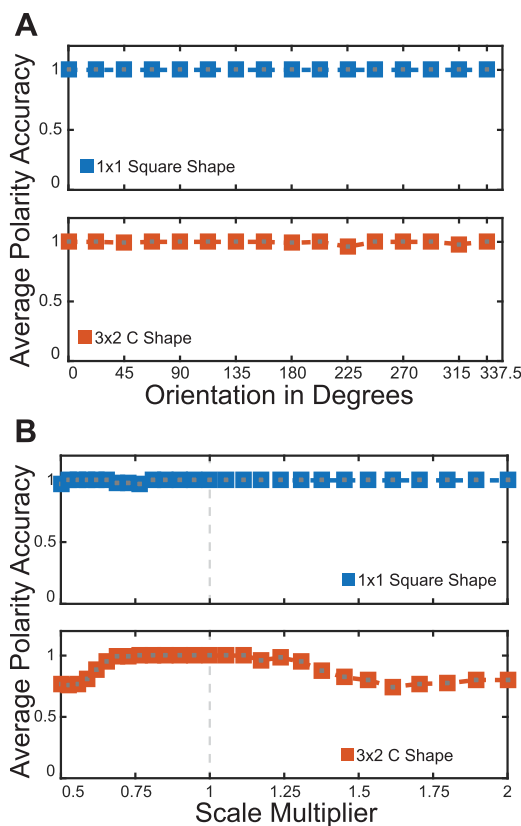 A
Average Polarity Accuracy
1
0.5
0
1x1 Square Shape
1
0.5
0
3x2 C Shape
0 45 90 135 180 225 270 315 337.5
Orientation in Degrees
B
Average Polarity Accuracy
1
0.5
0
1x1 Square Shape
1
0.5
0
3x2 C Shape
0.5 0.75 1 1.25 1.5 1.75 2
Scale Multiplier